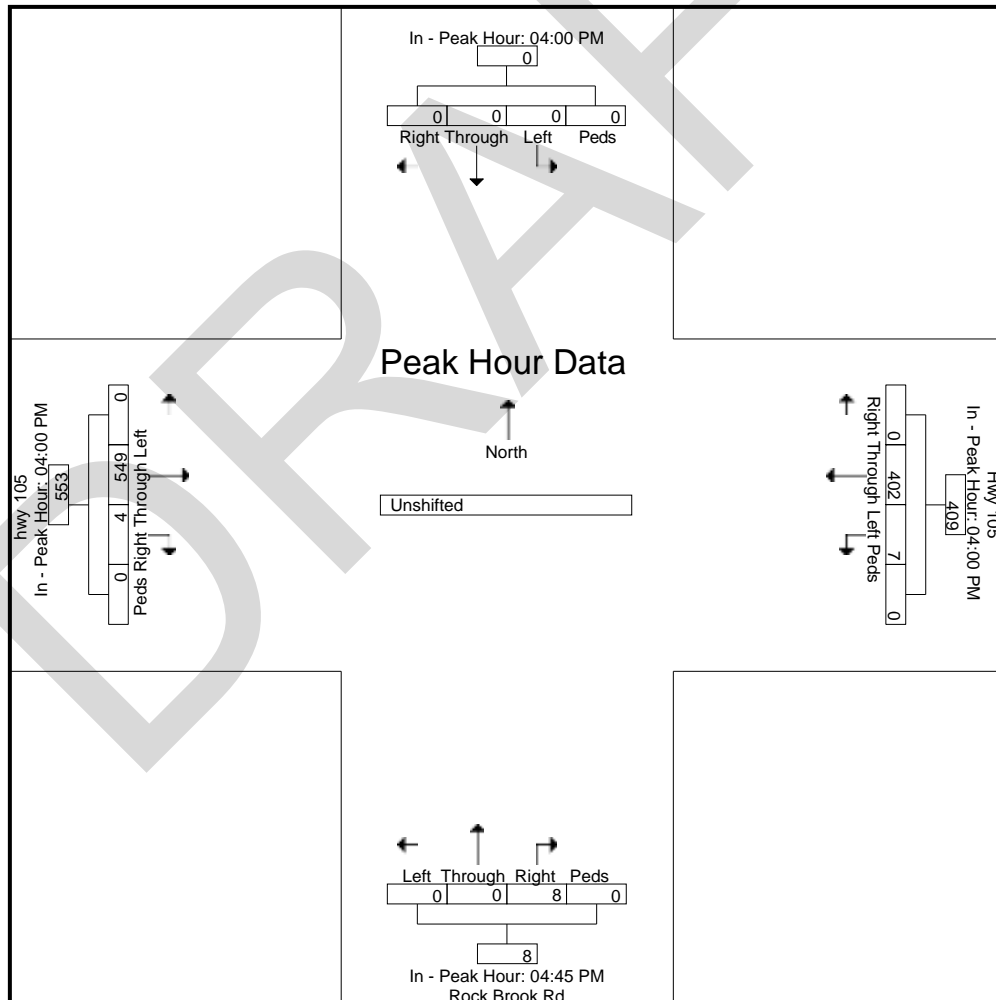 In - Peak Hour: 04:00 PM
0
0 0 0 0
Right Through Left Peds
Peak Hour Data
North
Unshifted
hwy 105
In - Peak Hour: 04:00 PM
553
0 549 4 0
Peds Right Through Left
Hwy 105
In - Peak Hour: 04:00 PM
409
0 402 7 0
Right Through Left Peds
Left Through Right Peds
0 0 8 0
8
In - Peak Hour: 04:45 PM
Rock Brook Rd
DRAF